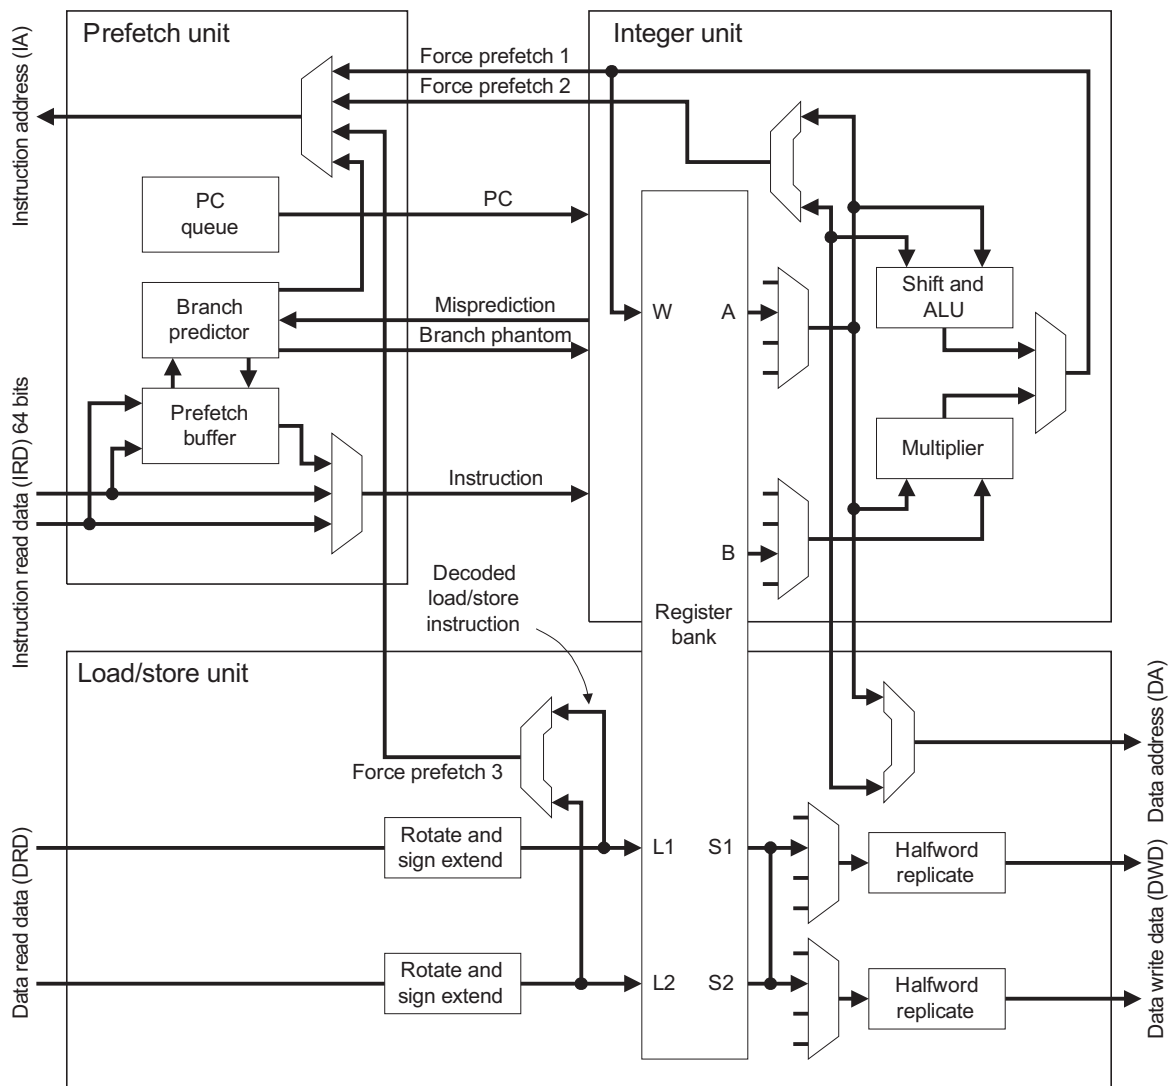 Prefetch unit
Integer unit
Instruction address (IA)
Force prefetch 1
Force prefetch 2
PC
queue
PC
Shift and
ALU
Branch
predictor
Misprediction
Branch phantom
W
A
Instruction read data (IRD) 64 bits
Prefetch
buffer
Multiplier
Instruction
B
Decoded
load/store
instruction
Register
bank
Load/store unit
Data address (DA)
Force prefetch 3
Data read data (DRD)
Rotate and
sign extend
L1
S1
Halfword
replicate
Data write data (DWD)
Rotate and
sign extend
L2
S2
Halfword
replicate